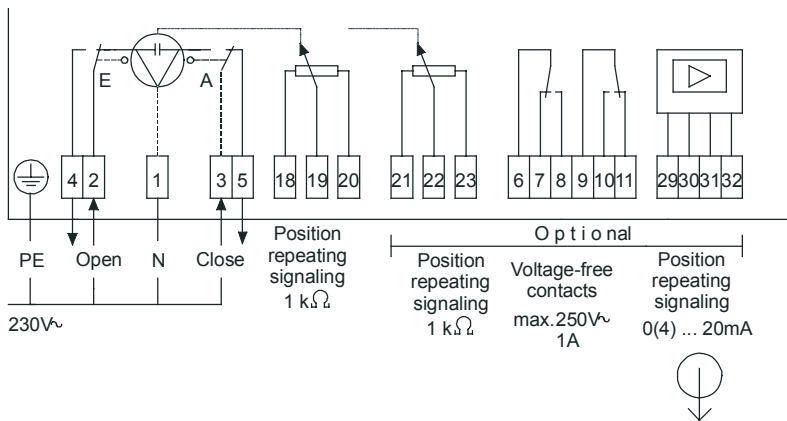 E
A
4 2 1 3 5 18 19 20 21 22 23 6 7 8 9 10 11 29 30 31 32
PE Open N Close
230V~
Position
repeating
signaling
1 kΩ
Optional
Position
repeating
signaling
1 kΩ
Voltage-free
contacts
max.250V~
1A
Position
repeating
signaling
0(4) ... 20mA